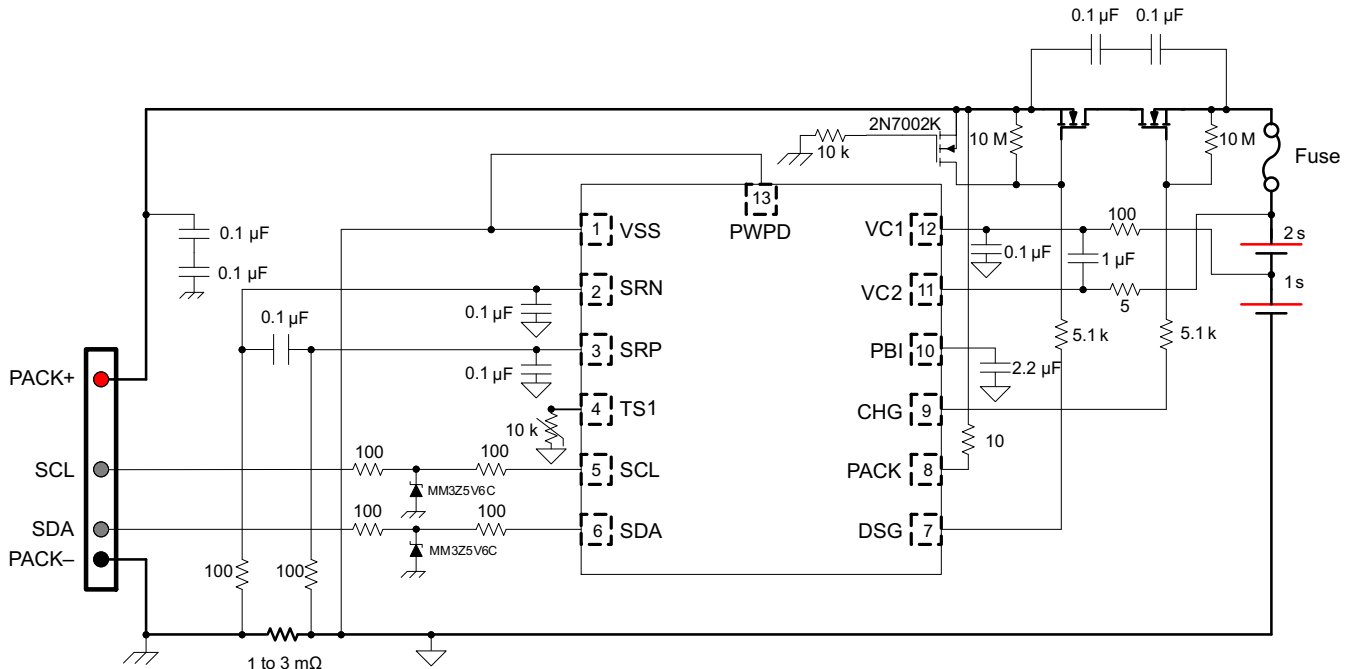 0.1 µF 0.1 µF
2N7002K
10 k
10 M
10 M
Fuse
13
PWPD
1 VSS
VC1 12
100
2 s
0.1 µF
0.1 µF
0.1 µF
1 µF
2 SRN
VC2 11
1 s
0.1 µF
5
0.1 µF
3 SRP
PBI 10
5.1 k
5.1 k
0.1 µF
2.2 µF
PACK+
4 TS1
CHG 9
10 k
10
SCL
100
100
5 SCL
PACK 8
MM3Z5V6C
SDA
100
100
6 SDA
DSG 7
MM3Z5V6C
PACK–
100
100
1 to 3 mΩ